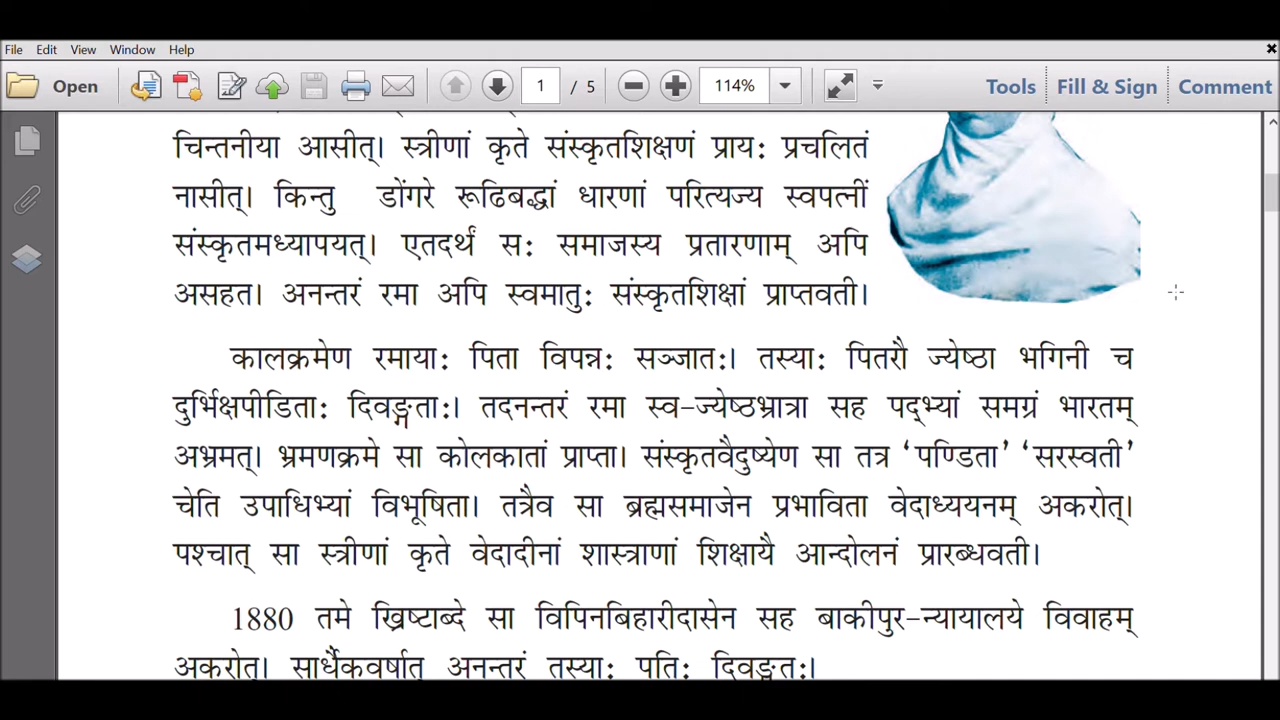 File Edit View Window Help
Open 1 / 5 114% Tools Fill & Sign Comment
चिन्तनीया आसीत्। स्त्रीणां कृते संस्कृतशिक्षणं प्रायः प्रचलितं
नासीत्। किन्तु डोंगरे रूढिबद्धां धारणां परित्यज्य स्वपत्नीं
संस्कृतमध्यापयत्। एतदर्थं सः समाजस्य प्रतारणाम् अपि
असहत। अनन्तरं रमा अपि स्वमातुः संस्कृतशिक्षां प्राप्तवती।
कालक्रमेण रमायाः पिता विपन्नः सञ्जातः। तस्याः पितरौ ज्येष्ठा भगिनी च
दुर्भिक्षपीडिताः दिवङ्गताः। तदनन्तरं रमा स्व-ज्येष्ठभ्रात्रा सह पद्भ्यां समग्रं भारतम्
अभ्रमत्। भ्रमणक्रमे सा कोलकातां प्राप्ता। संस्कृतवैदुष्येण सा तत्र ‘पण्डिता’ ‘सरस्वती’
चेति उपाधिभ्यां विभूषिता। तत्रैव सा ब्रह्मसमाजेन प्रभाविता वेदाध्ययनम् अकरोत्।
पश्चात् सा स्त्रीणां कृते वेदादीनां शास्त्राणां शिक्षायै आन्दोलनं प्रारब्धवती।
1880 तमे ख्रिष्टाब्दे सा विपिनबिहारीदासेन सह बाकीपुर-न्यायालये विवाहम्
अकरोत्। सार्धैकवर्षात् अनन्तरं तस्याः पतिः दिवङ्गतः।